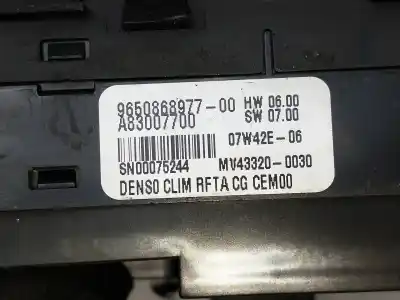 9650868977-00 HW 06.00
A83007700 SW 07.00
07W42E-06
SN00075244 MV43320-0030
DENSO CLIM RFTA CG CEM00